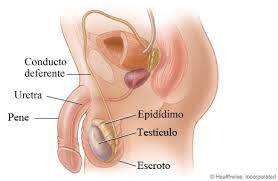 Conducto
deferente
Uretra
Pene
Epidídimo
Testículo
Escroto
© Healthwise, Incorporated